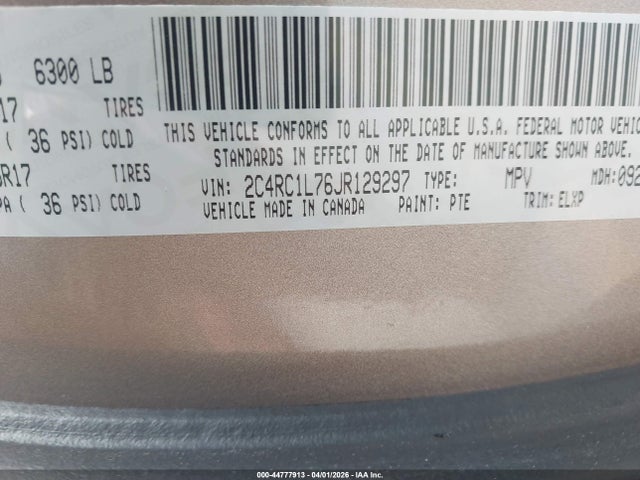 6300 LB
R17 TIRES
( 36 PSI) COLD
R17 TIRES
PA ( 36 PSI) COLD
THIS VEHICLE CONFORMS TO ALL APPLICABLE U.S.A. FEDERAL MOTOR VEHIC
STANDARDS IN EFFECT ON THE DATE OF MANUFACTURE SHOWN ABOVE.
VIN: 2C4RC1L76JR129297 TYPE: MPV MDH:092
VEHICLE MADE IN CANADA PAINT: PTE TRIM: ELXP
000-44777913 | 04/01/2026 - IAA Inc.